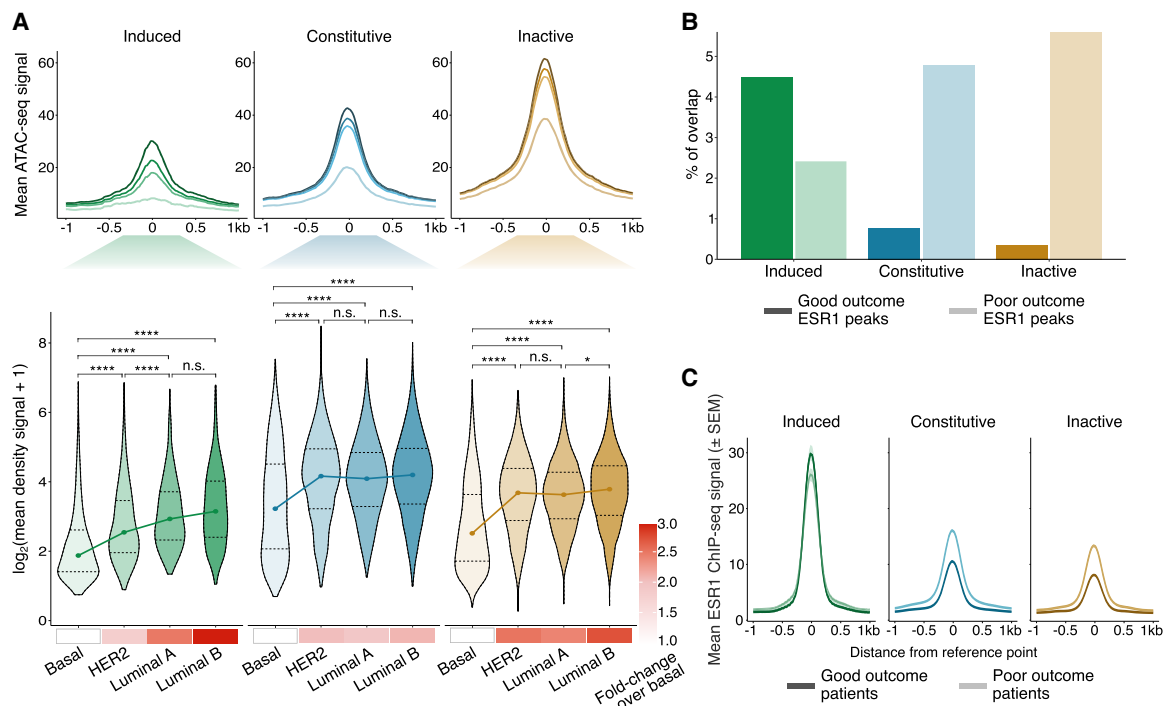 A
Induced
Constitutive
Inactive
Mean ATAC-seq signal
60
40
20
60
40
20
60
40
20
-1 -0.5 0 0.5 1kb
-1 -0.5 0 0.5 1kb
-1 -0.5 0 0.5 1kb
log2(mean density signal + 1)
8
6
4
2
0
****
****
**** **** n.s.
****
****
**** n.s. n.s.
****
****
**** n.s. *
Basal HER2 Luminal A Luminal B
Basal HER2 Luminal A Luminal B
Basal HER2 Luminal A Luminal B
3.0
2.5
2.0
1.5
1.0
Fold-change
over basal
B
% of overlap
5
4
3
2
1
0
Induced Constitutive Inactive
Good outcome
ESR1 peaks
Poor outcome
ESR1 peaks
C
Mean ESR1 ChIP-seq signal (± SEM)
Induced
Constitutive
Inactive
30
20
10
0
-1 -0.5 0 0.5 1kb
-1 -0.5 0 0.5 1kb
-1 -0.5 0 0.5 1kb
Distance from reference point
Good outcome
patients
Poor outcome
patients